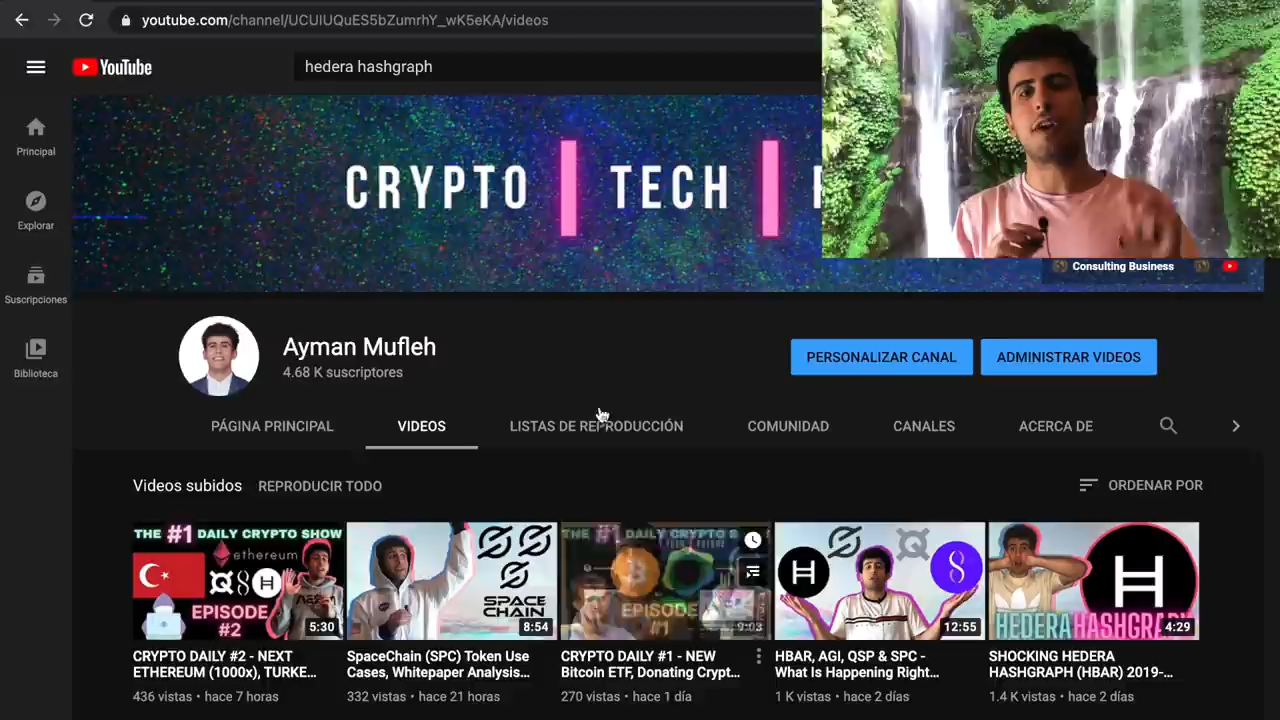 youtube.com/channel/UCUlUQuES5bZumrhY_wK5eKA/videos
YouTube
hedera hashgraph
CRYPTO | TECH |
Consulting Business
Principal
Explorar
Suscripciones
Biblioteca
Ayman Mufleh
4.68 K suscriptores
PERSONALIZAR CANAL
ADMINISTRAR VIDEOS
PÁGINA PRINCIPAL
VIDEOS
LISTAS DE REPRODUCCIÓN
COMUNIDAD
CANALES
ACERCA DE
Videos subidos
REPRODUCIR TODO
ORDENAR POR
THE #1 DAILY CRYPTO SHOW
ethereum
EPISODE
#2
5:30
SPACE
CHAIN
8:54
THE #1 DAILY CRYPTO
EPISODE
#1
9:03
12:55
HEDERA HASHGRAPH
4:29
CRYPTO DAILY #2 - NEXT
ETHEREUM (1000x), TURKE...
436 vistas • hace 7 horas
SpaceChain (SPC) Token Use
Cases, Whitepaper Analysis...
332 vistas • hace 21 horas
CRYPTO DAILY #1 - NEW
Bitcoin ETF, Donating Crypt...
270 vistas • hace 1 día
HBAR, AGI, QSP & SPC -
What Is Happening Right...
1 K vistas • hace 2 días
SHOCKING HEDERA
HASHGRAPH (HBAR) 2019-...
1.4 K vistas • hace 2 días